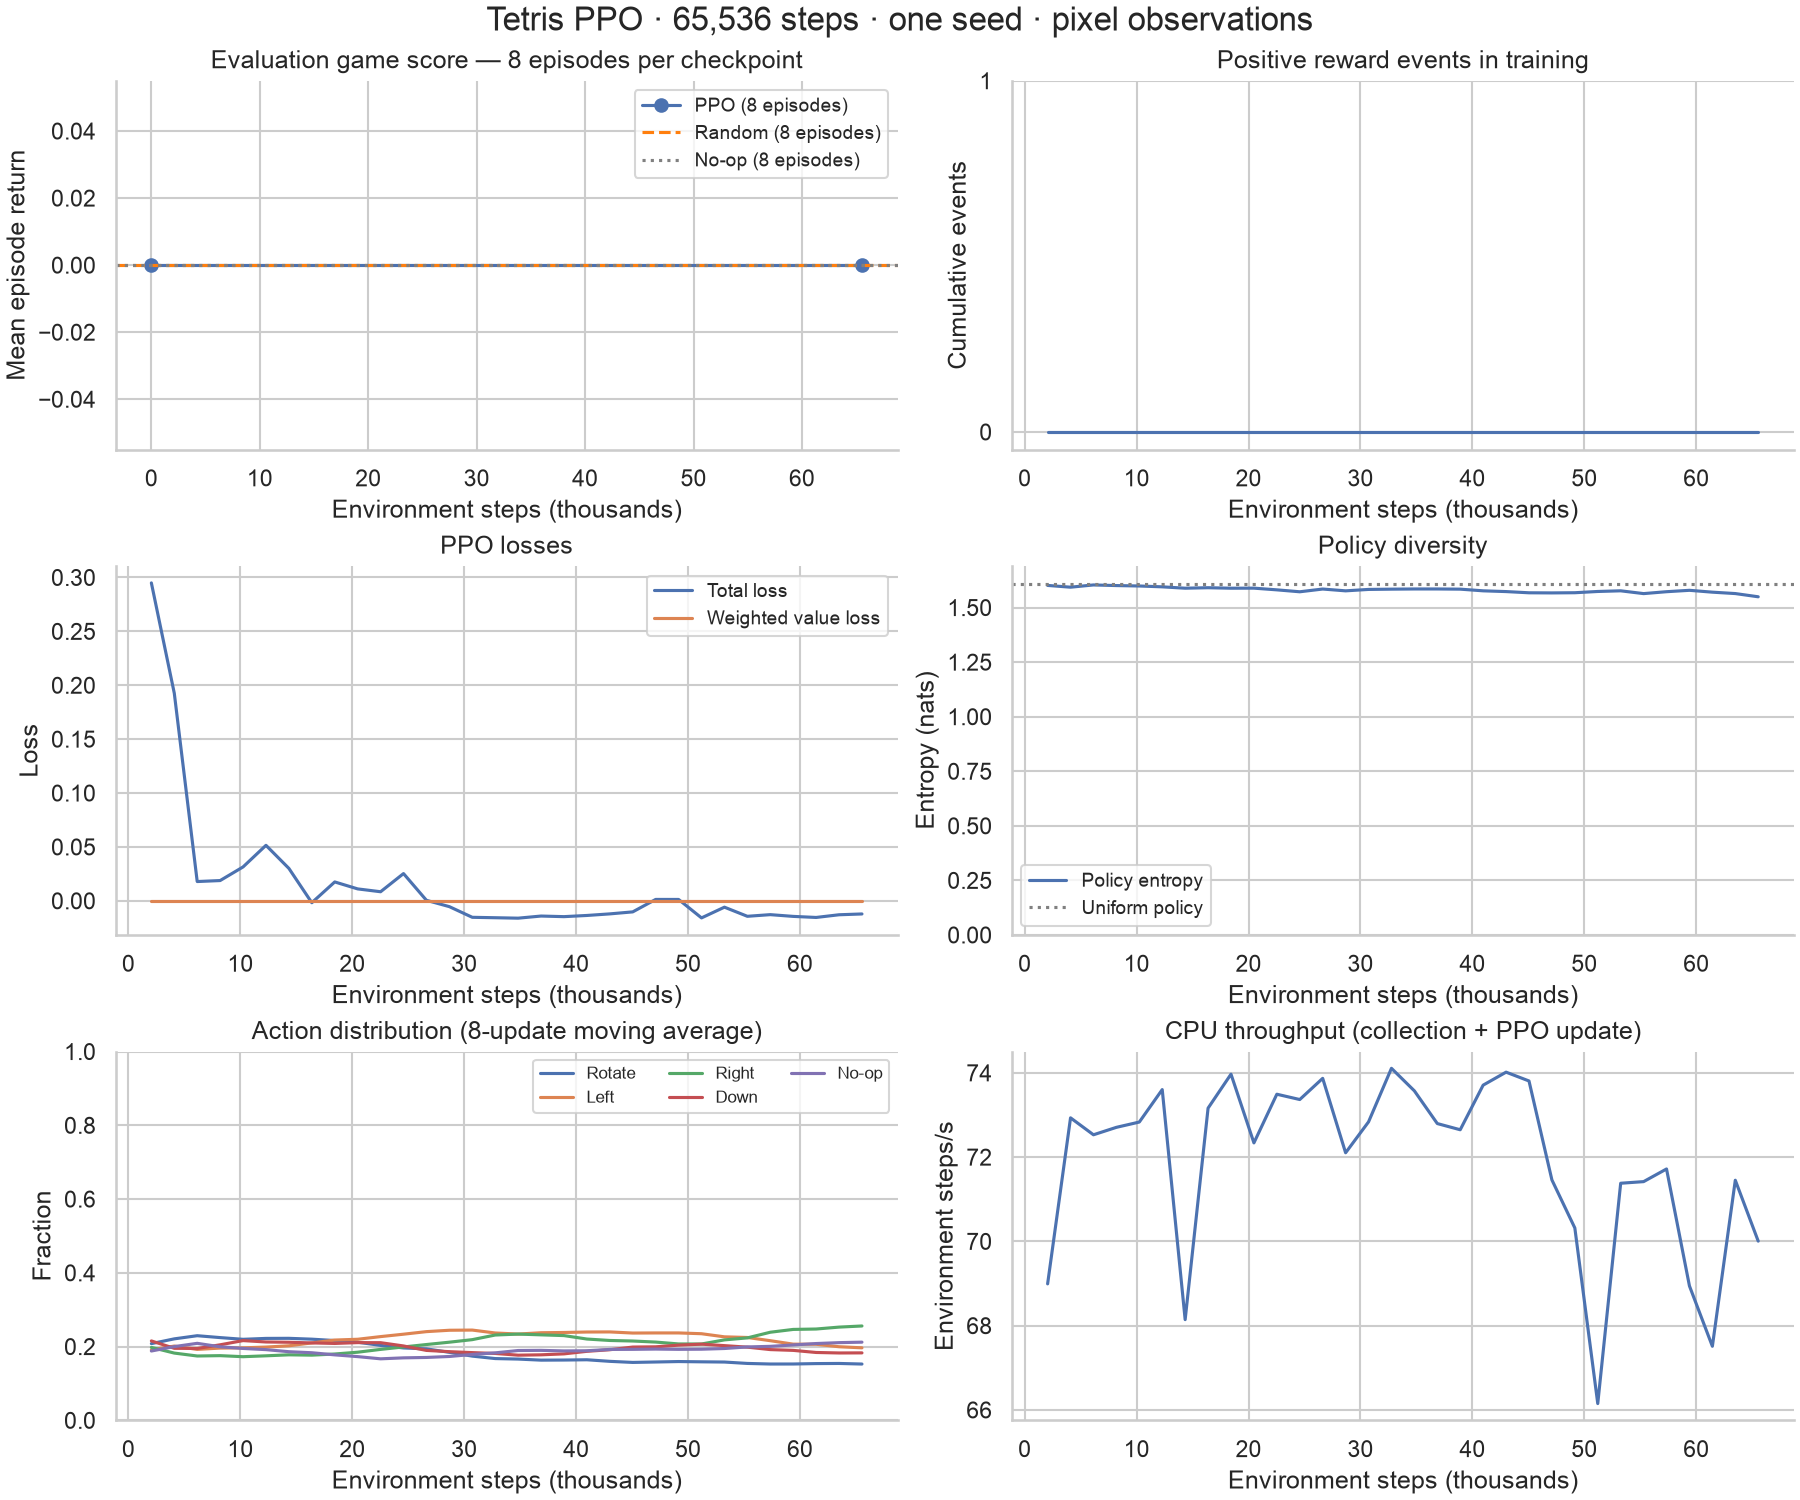 Tetris PPO · 65,536 steps · one seed · pixel observations
Evaluation game score — 8 episodes per checkpoint
Mean episode return
0.04
0.02
0.00
−0.02
−0.04
PPO (8 episodes)
Random (8 episodes)
No-op (8 episodes)
0 10 20 30 40 50 60
Environment steps (thousands)
Positive reward events in training
Cumulative events
1
0
0 10 20 30 40 50 60
Environment steps (thousands)
PPO losses
Loss
0.30
0.25
0.20
0.15
0.10
0.05
0.00
Total loss
Weighted value loss
0 10 20 30 40 50 60
Environment steps (thousands)
Policy diversity
Entropy (nats)
1.50
1.25
1.00
0.75
0.50
0.25
0.00
Policy entropy
Uniform policy
0 10 20 30 40 50 60
Environment steps (thousands)
Action distribution (8-update moving average)
Fraction
1.0
0.8
0.6
0.4
0.2
0.0
Rotate Right No-op
Left Down
0 10 20 30 40 50 60
Environment steps (thousands)
CPU throughput (collection + PPO update)
Environment steps/s
74
72
70
68
66
0 10 20 30 40 50 60
Environment steps (thousands)